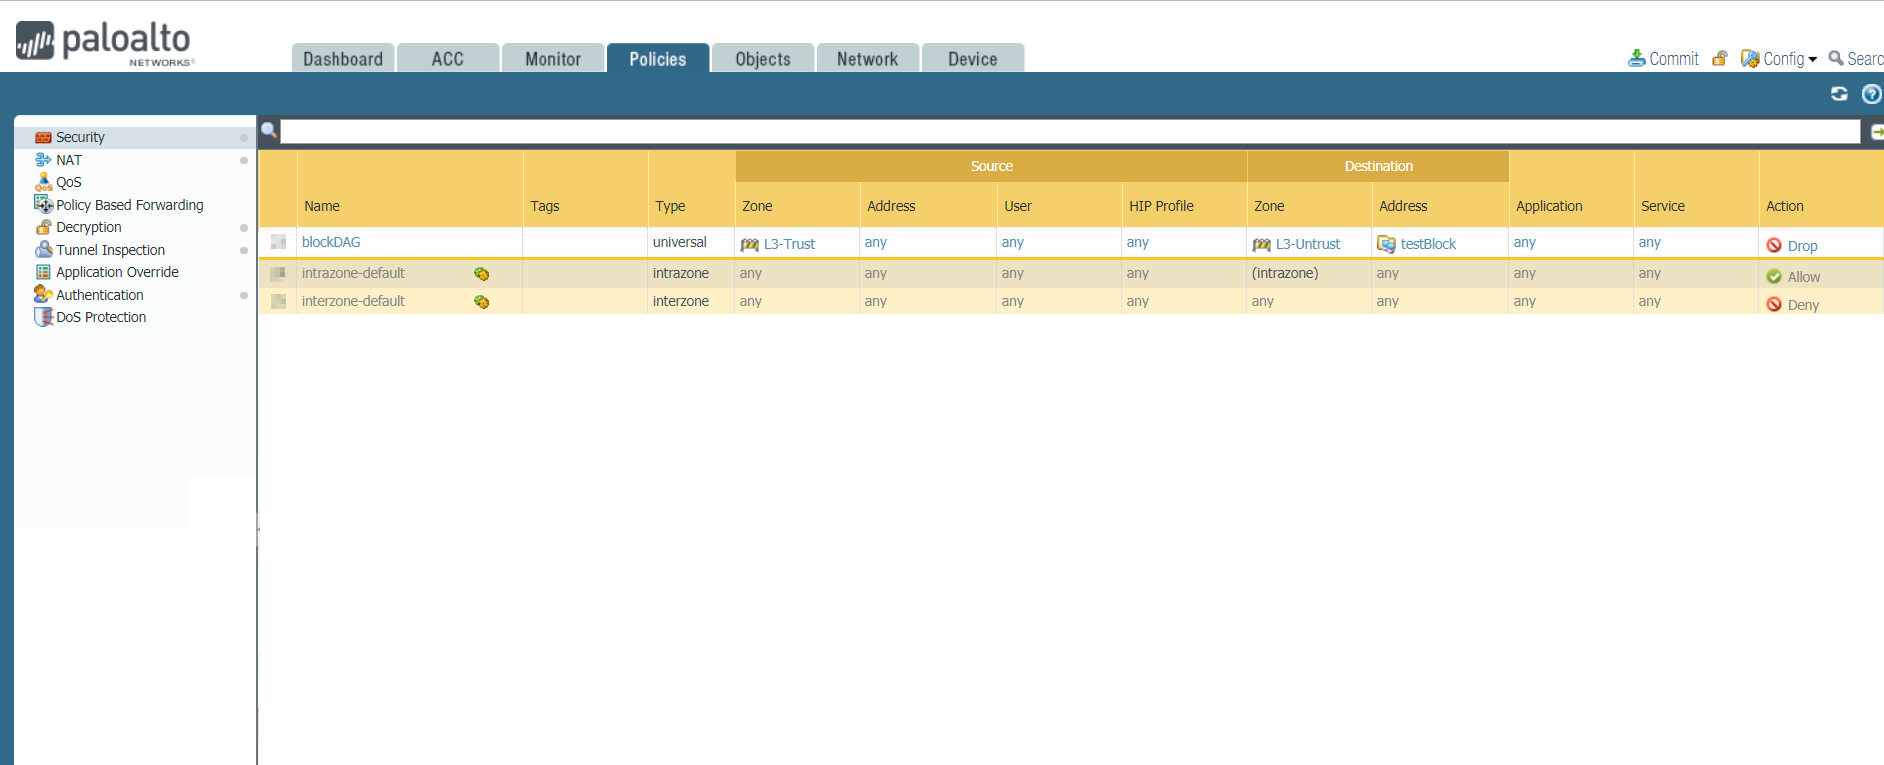 paloalto
NETWORKS
Dashboard ACC Monitor Policies Objects Network Device
Commit Config Searc
Security
NAT
QoS
Policy Based Forwarding
Decryption
Tunnel Inspection
Application Override
Authentication
DoS Protection
Source Destination
Name Tags Type Zone Address User HIP Profile Zone Address Application Service Action
blockDAG universal L3-Trust any any any L3-Untrust testBlock any any Drop
intrazone-default intrazone any any any any (intrazone) any any any Allow
interzone-default interzone any any any any any any any any Deny